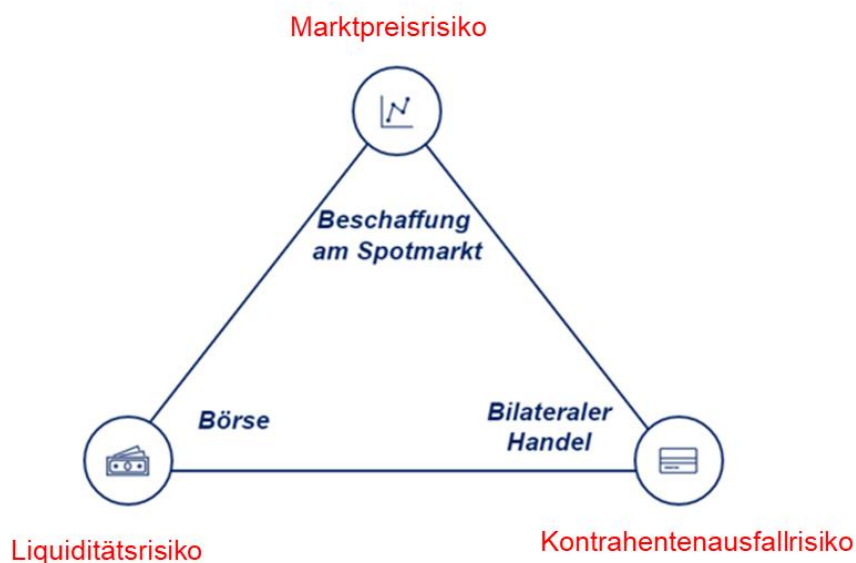 Marktpreisrisiko
Beschaffung
am Spotmarkt
Börse
Bilateraler
Handel
Liquiditätsrisiko
Kontrahentenausfallrisiko